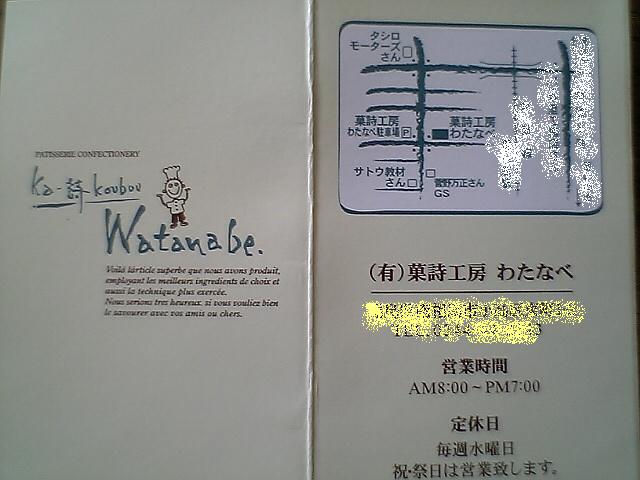 PATISSERIE CONFECTIONERY
Ka-詩-koubou
Watanabe.
Voilà lárticle superbe que nous avons produit,
employant les meilleurs ingredients de choix et
aussi la technique plus exercée.
Nous serions tres heureux, si vous vouliez bien
le savourer avec vos amis ou chers.
タシロ
モーターズ
さん
菓詩工房
わたなべ駐車場 P
菓詩工房
わたなべ
サトウ教材
さん
菅野万正さん
GS
(有)菓詩工房 わたなべ
営業時間
AM8:00~PM7:00
定休日
毎週水曜日
祝・祭日は営業致します。